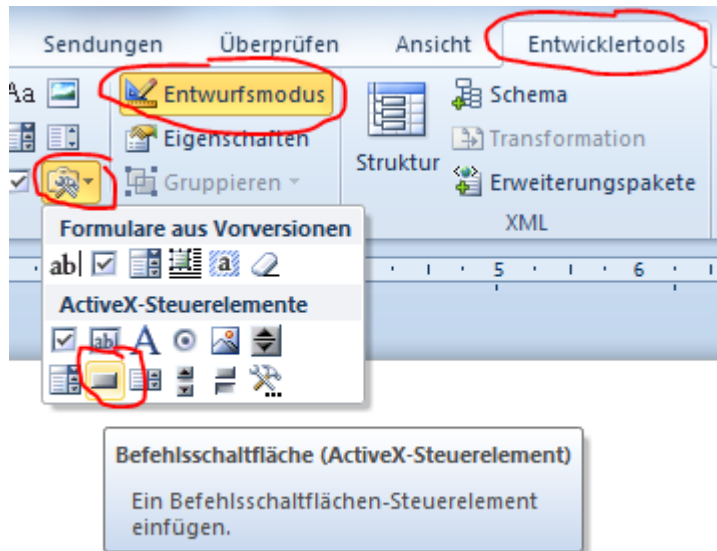 Sendungen Überprüfen Ansicht Entwicklertools
Aa Entwurfsmodus
Eigenschaften
Gruppieren
Struktur
Schema
Transformation
Erweiterungspakete
XML
Formulare aus Vorversionen
ab
a
5 6
ActiveX-Steuerelemente
ab A
Befehlsschaltfläche (ActiveX-Steuerelement)
Ein Befehlsschaltflächen-Steuerelement
einfügen.